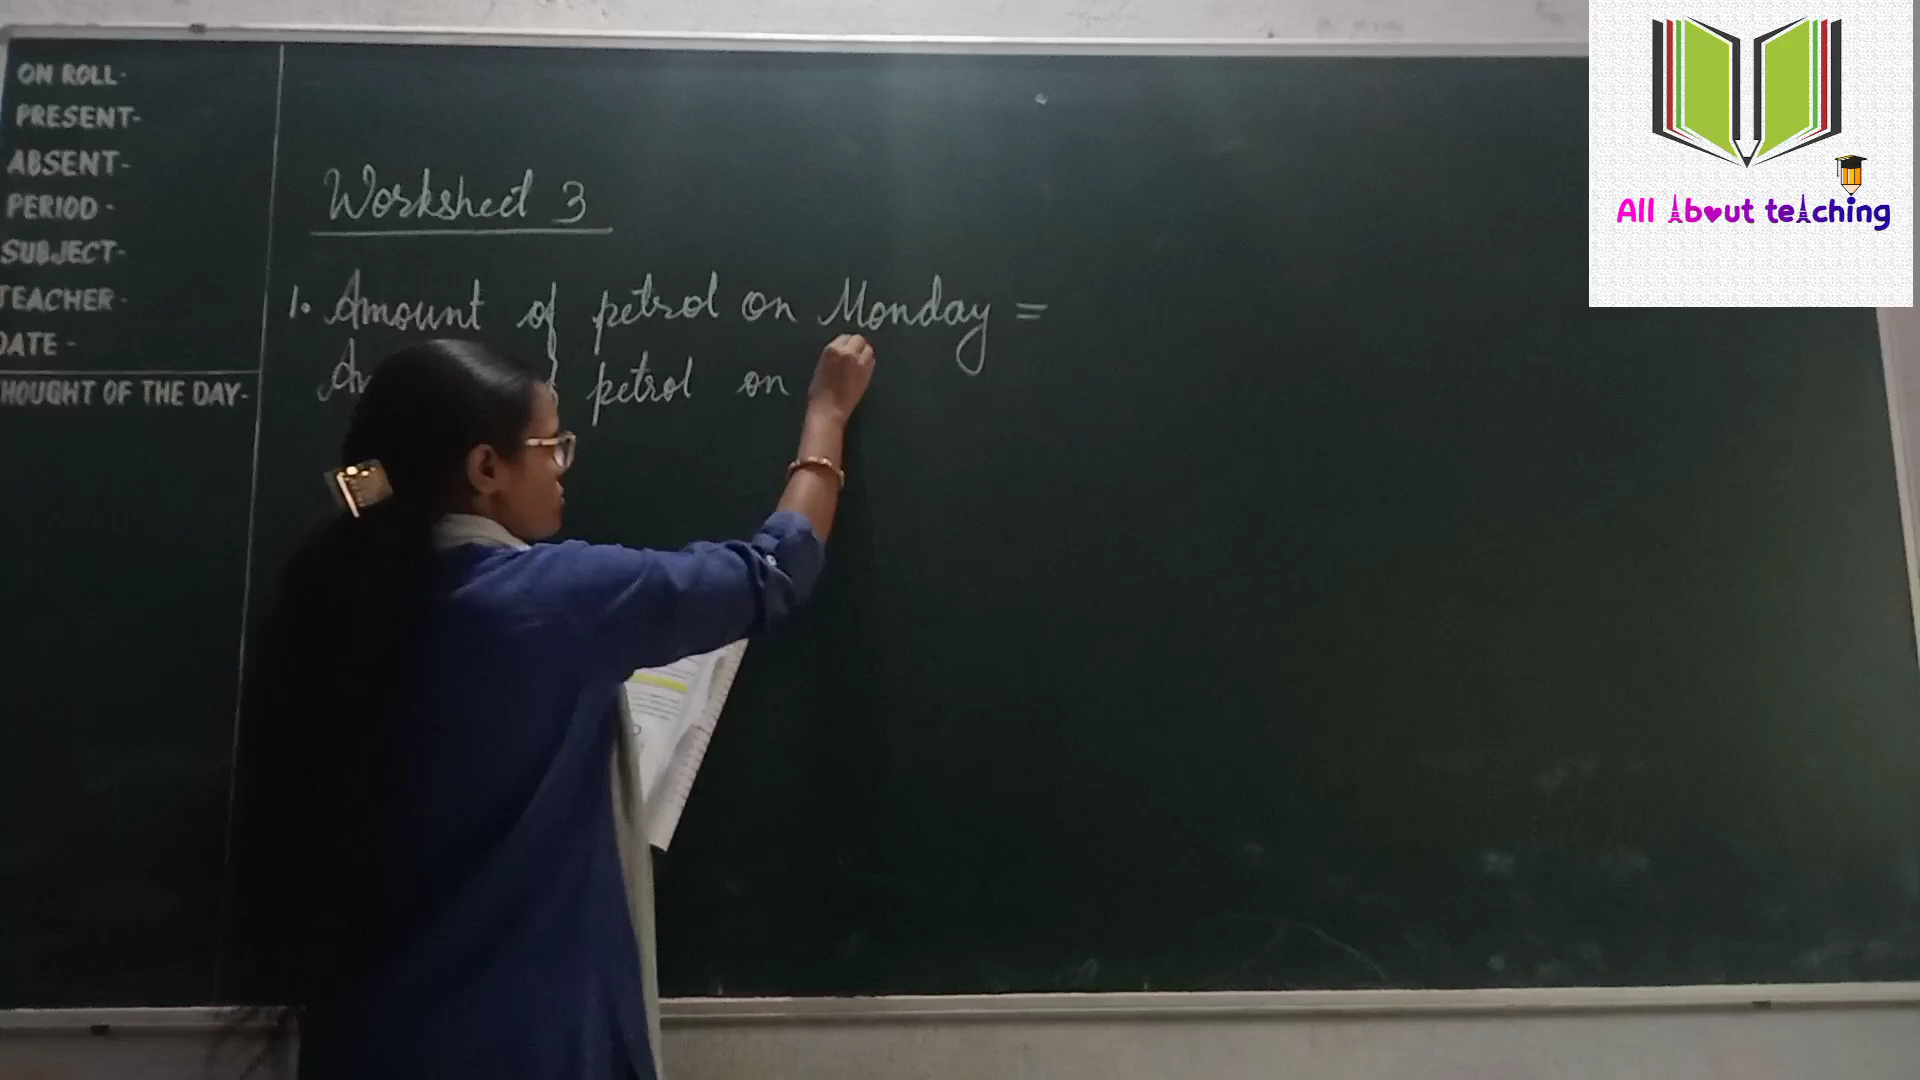 ON ROLL-
PRESENT-
ABSENT-
PERIOD -
SUBJECT-
TEACHER -
DATE -
HOUGHT OF THE DAY-
Worksheet 3
1. Amount of petrol on Monday =
petrol on
All About teaching